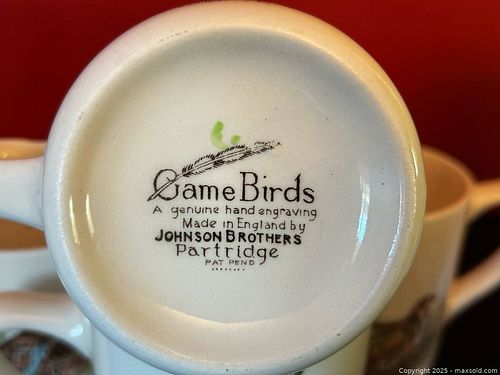 Game Birds
A genuine hand engraving
Made in England by
JOHNSON BROTHERS
Partridge
PAT PEND
Copyright 2025 - maxsold.com